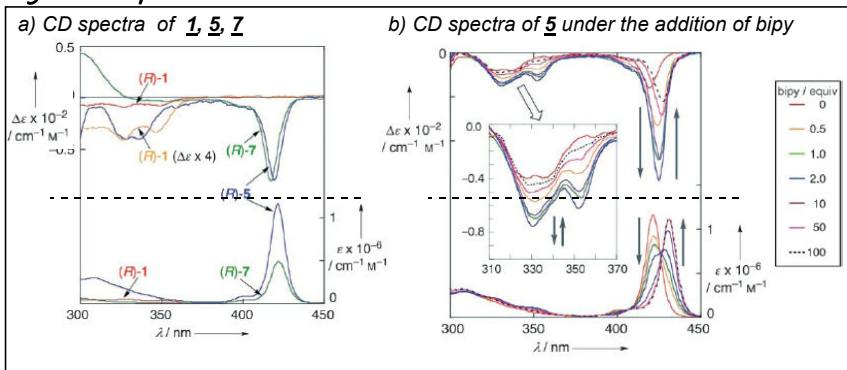 a) CD spectra of 1, 5, 7
b) CD spectra of 5 under the addition of bipy
0.5
(R)-1
Δε x 10⁻²
/ cm⁻¹ M⁻¹
-0.5
(R)-1 (Δε x 4)
(R)-7
(R)-5
(R)-1
(R)-7
1
ε x 10⁻⁶
/ cm⁻¹ M⁻¹
0
300
350
400
450
λ / nm
0
Δε x 10⁻²
/ cm⁻¹ M⁻¹
0.0
-0.4
-0.8
310
330
350
370
1
ε x 10⁻⁶
/ cm⁻¹ M⁻¹
0
300
350
400
450
λ / nm
bipy / equiv
0
0.5
1.0
2.0
10
50
100